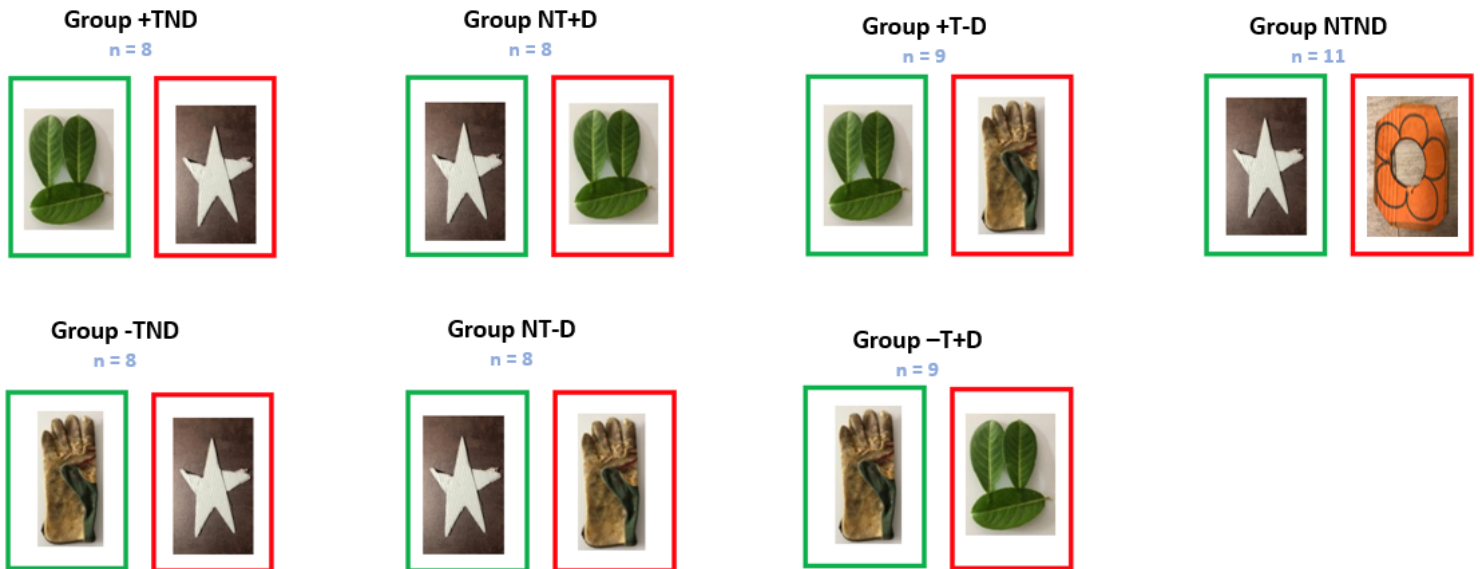 Group +TND
n = 8
Group NT+D
n = 8
Group +T-D
n = 9
Group NTND
n = 11
Group -TND
n = 8
Group NT-D
n = 8
Group –T+D
n = 9